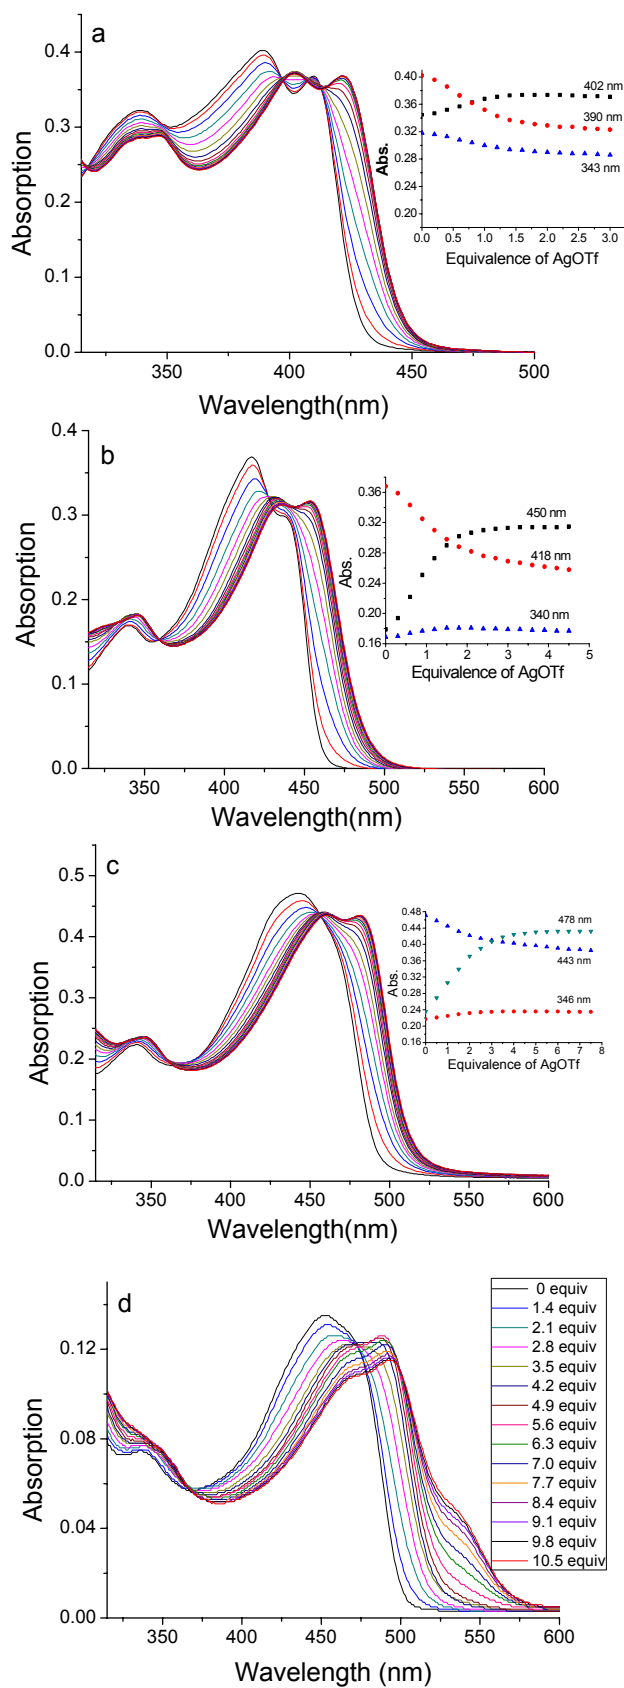 a
0.4
0.3
0.2
0.1
0.0
350
400
450
500
Absorption
Wavelength(nm)
0.40
0.36
0.32
0.28
0.24
0.20
Abs.
402 nm
390 nm
343 nm
0.0 0.5 1.0 1.5 2.0 2.5 3.0
Equivalence of AgOTf
b
0.4
0.3
0.2
0.1
0.0
350 400 450 500 550 600
Absorption
Wavelength(nm)
0.36
0.32
0.28
0.24
0.20
0.16
Abs.
450 nm
418 nm
340 nm
0 1 2 3 4 5
Equivalence of AgOTf
c
0.5
0.4
0.3
0.2
0.1
0.0
350 400 450 500 550 600
Absorption
Wavelength(nm)
0.48
0.44
0.40
0.36
0.32
0.28
0.24
0.20
0.16
Abs.
478 nm
443 nm
346 nm
0 1 2 3 4 5 6 7 8
Equivalence of AgOTf
d
0.12
0.08
0.04
0.00
350 400 450 500 550 600
Absorption
Wavelength (nm)
0 equiv
1.4 equiv
2.1 equiv
2.8 equiv
3.5 equiv
4.2 equiv
4.9 equiv
5.6 equiv
6.3 equiv
7.0 equiv
7.7 equiv
8.4 equiv
9.1 equiv
9.8 equiv
10.5 equiv